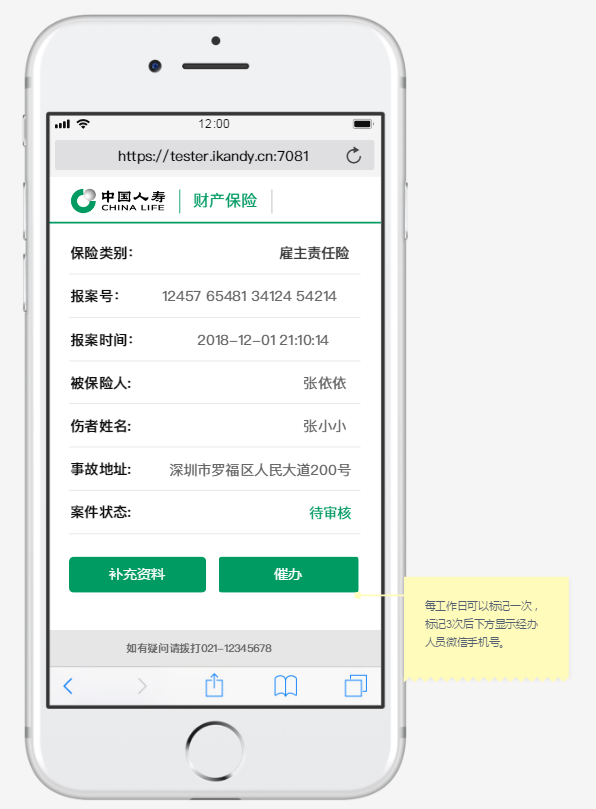 12:00
https://tester.ikandy.cn:7081
中国人寿 财产保险
CHINA LIFE
保险类别： 雇主责任险
报案号： 12457 65481 34124 54214
报案时间： 2018-12-01 21:10:14
被保险人： 张依依
伤者姓名： 张小小
事故地址： 深圳市罗福区人民大道200号
案件状态： 待审核
补充资料 催办
每工作日可以标记一次，
标记3次后下方显示经办
人员微信手机号。
如有疑问请拨打021-12345678